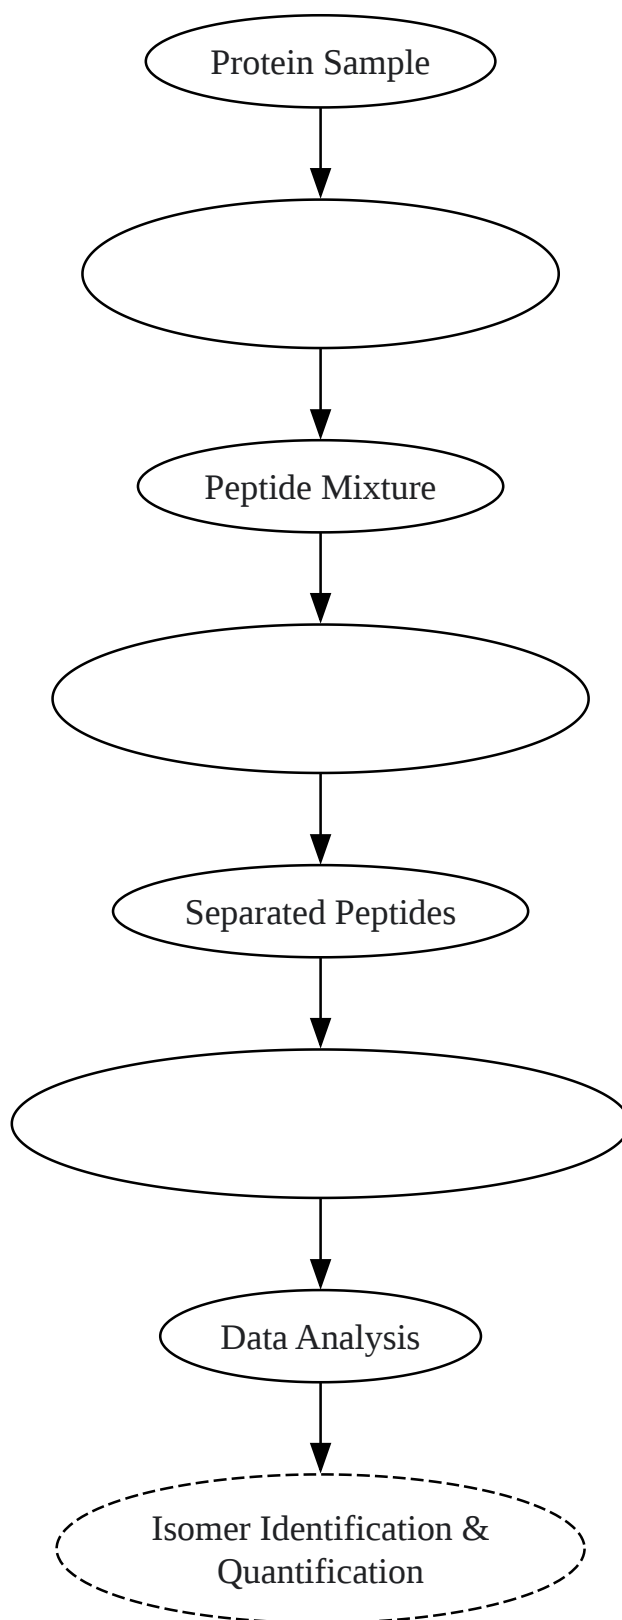 Protein Sample
Peptide Mixture
Separated Peptides
Data Analysis
Isomer Identification &
Quantification